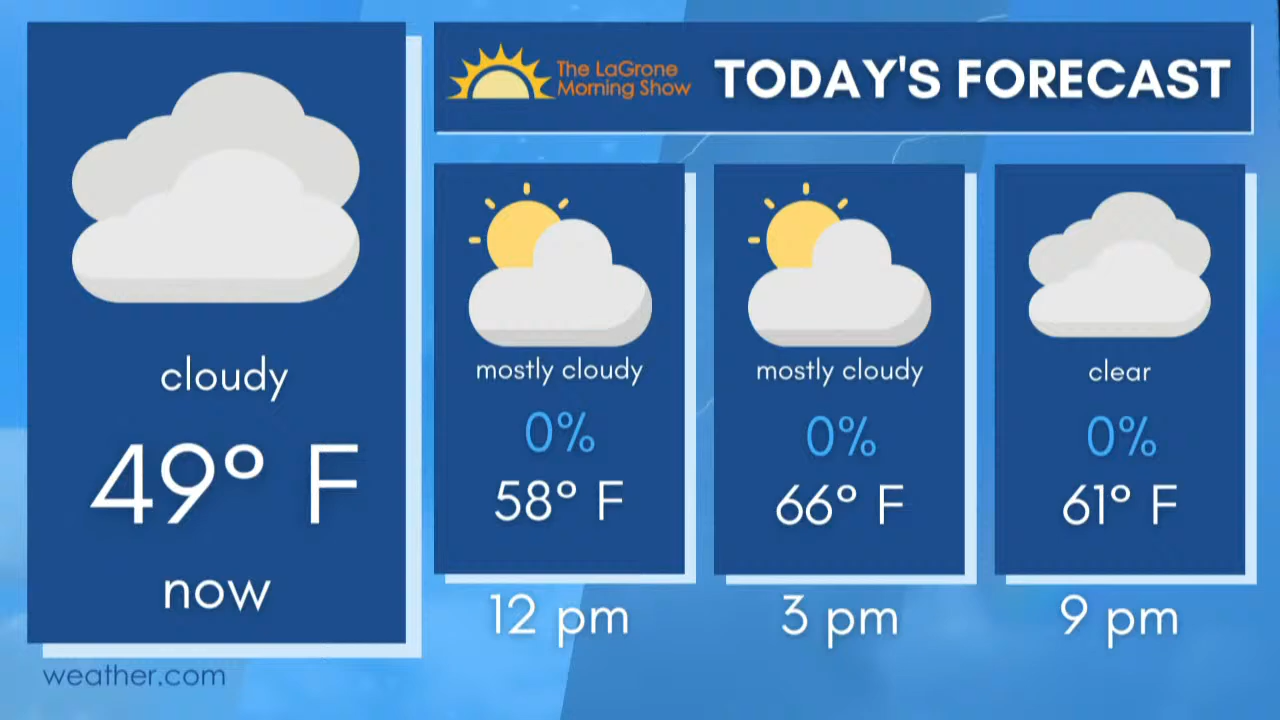 The LaGrone
Morning Show
TODAY'S FORECAST
cloudy
49° F
now
mostly cloudy
0%
58° F
12 pm
mostly cloudy
0%
66° F
3 pm
clear
0%
61° F
9 pm
weather.com